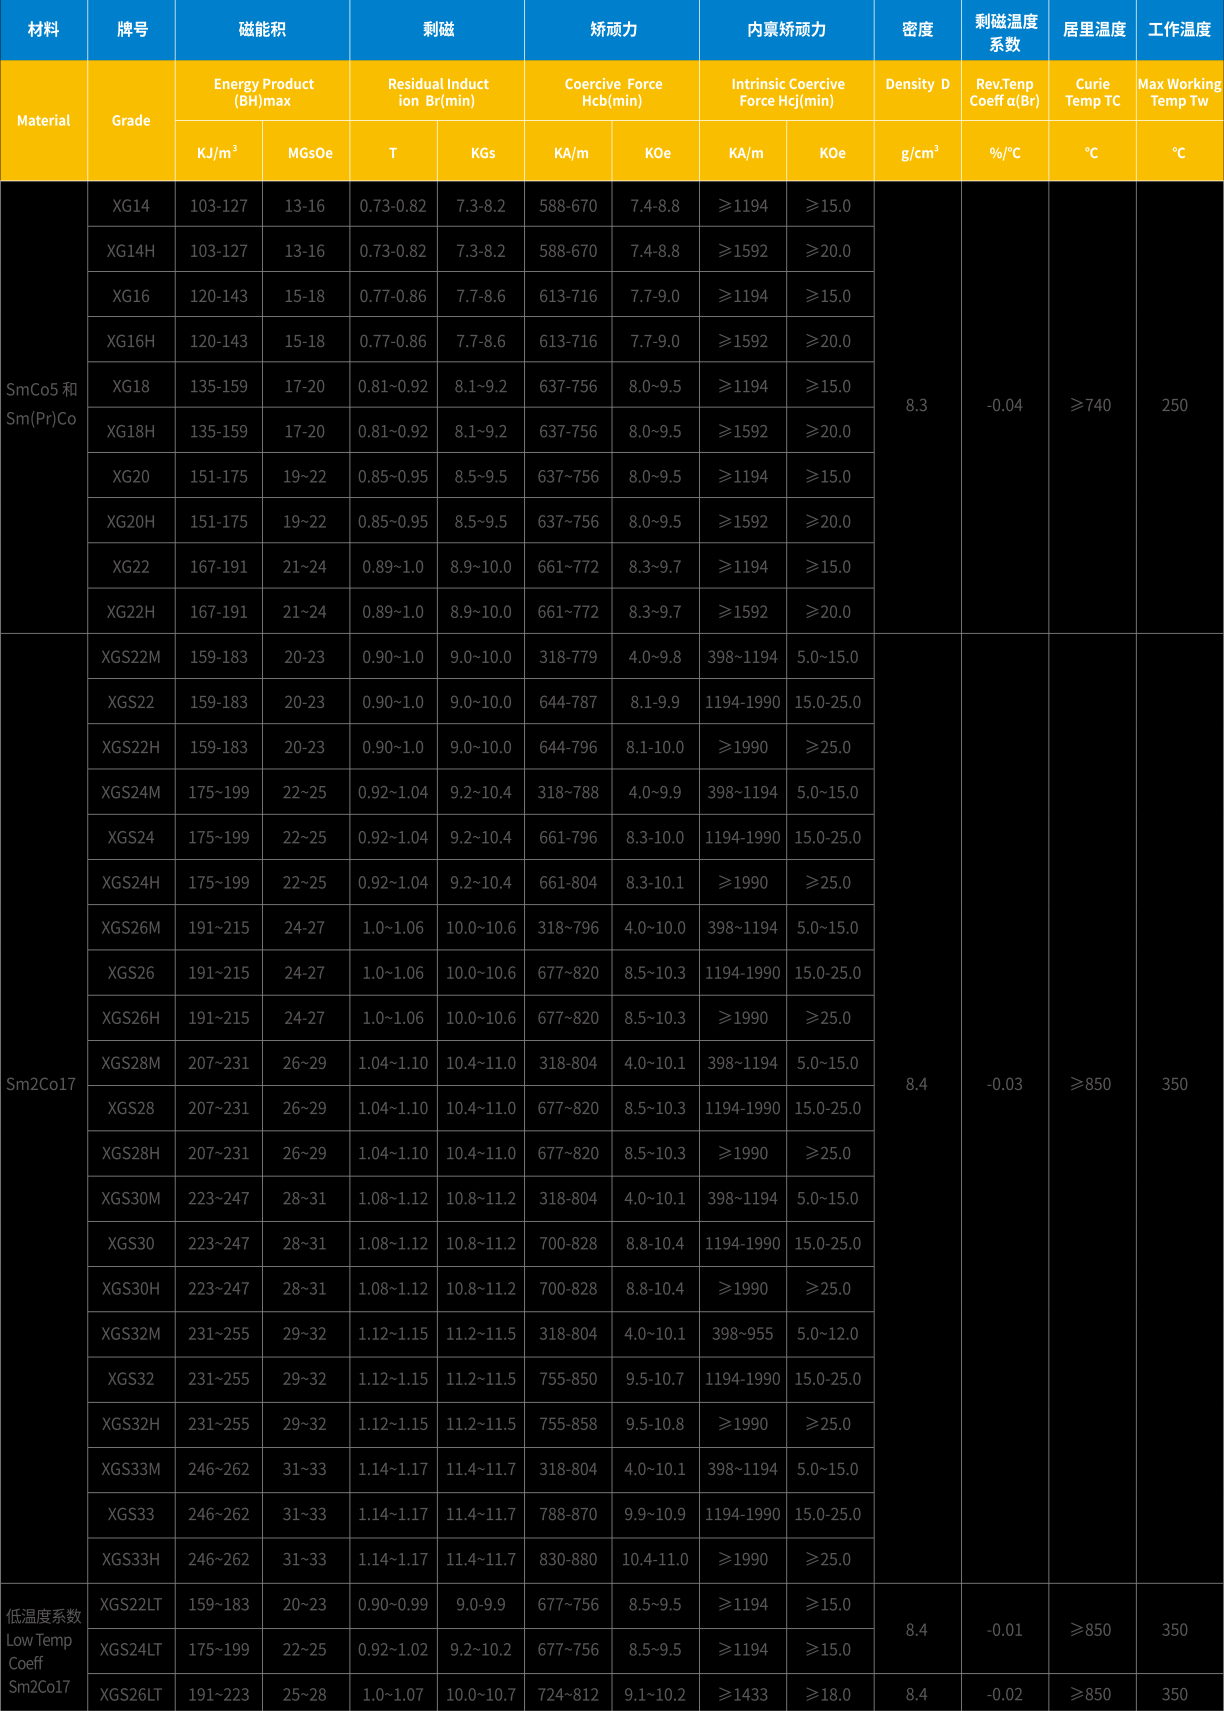 材料 牌号 磁能积 剩磁 矫顽力 内禀矫顽力 密度 剩磁温度 居里温度 工作温度
系数
Material Grade Energy Product Residual Induct Coercive Force Intrinsic Coercive Density D Rev.Tenp Curie Max Working
(BH)max ion Br(min) Hcb(min) Force Hcj(min) Coeff α(Br) Temp TC Temp Tw
KJ/m³ MGsOe T KGs KA/m KOe KA/m KOe g/cm³ %/℃ ℃ ℃
SmCo5 和
Sm(Pr)Co
XG14 103-127 13-16 0.73-0.82 7.3-8.2 588-670 7.4-8.8 ≥1194 ≥15.0
XG14H 103-127 13-16 0.73-0.82 7.3-8.2 588-670 7.4-8.8 ≥1592 ≥20.0
XG16 120-143 15-18 0.77-0.86 7.7-8.6 613-716 7.7-9.0 ≥1194 ≥15.0
XG16H 120-143 15-18 0.77-0.86 7.7-8.6 613-716 7.7-9.0 ≥1592 ≥20.0
XG18 135-159 17-20 0.81~0.92 8.1~9.2 637-756 8.0~9.5 ≥1194 ≥15.0
8.3 -0.04 ≥740 250
XG18H 135-159 17-20 0.81~0.92 8.1~9.2 637-756 8.0~9.5 ≥1592 ≥20.0
XG20 151-175 19~22 0.85~0.95 8.5~9.5 637~756 8.0~9.5 ≥1194 ≥15.0
XG20H 151-175 19~22 0.85~0.95 8.5~9.5 637~756 8.0~9.5 ≥1592 ≥20.0
XG22 167-191 21~24 0.89~1.0 8.9~10.0 661~772 8.3~9.7 ≥1194 ≥15.0
XG22H 167-191 21~24 0.89~1.0 8.9~10.0 661~772 8.3~9.7 ≥1592 ≥20.0
XGS22M 159-183 20-23 0.90~1.0 9.0~10.0 318-779 4.0~9.8 398~1194 5.0~15.0
XGS22 159-183 20-23 0.90~1.0 9.0~10.0 644-787 8.1-9.9 1194-1990 15.0-25.0
XGS22H 159-183 20-23 0.90~1.0 9.0~10.0 644-796 8.1-10.0 ≥1990 ≥25.0
XGS24M 175~199 22~25 0.92~1.04 9.2~10.4 318~788 4.0~9.9 398~1194 5.0~15.0
XGS24 175~199 22~25 0.92~1.04 9.2~10.4 661-796 8.3-10.0 1194-1990 15.0-25.0
XGS24H 175~199 22~25 0.92~1.04 9.2~10.4 661-804 8.3-10.1 ≥1990 ≥25.0
XGS26M 191~215 24-27 1.0~1.06 10.0~10.6 318~796 4.0~10.0 398~1194 5.0~15.0
XGS26 191~215 24-27 1.0~1.06 10.0~10.6 677~820 8.5~10.3 1194-1990 15.0-25.0
XGS26H 191~215 24-27 1.0~1.06 10.0~10.6 677~820 8.5~10.3 ≥1990 ≥25.0
XGS28M 207~231 26~29 1.04~1.10 10.4~11.0 318-804 4.0~10.1 398~1194 5.0~15.0
Sm2Co17 8.4 -0.03 ≥850 350
XGS28 207~231 26~29 1.04~1.10 10.4~11.0 677~820 8.5~10.3 1194-1990 15.0-25.0
XGS28H 207~231 26~29 1.04~1.10 10.4~11.0 677~820 8.5~10.3 ≥1990 ≥25.0
XGS30M 223~247 28~31 1.08~1.12 10.8~11.2 318-804 4.0~10.1 398~1194 5.0~15.0
XGS30 223~247 28~31 1.08~1.12 10.8~11.2 700-828 8.8-10.4 1194-1990 15.0-25.0
XGS30H 223~247 28~31 1.08~1.12 10.8~11.2 700-828 8.8-10.4 ≥1990 ≥25.0
XGS32M 231~255 29~32 1.12~1.15 11.2~11.5 318-804 4.0~10.1 398~955 5.0~12.0
XGS32 231~255 29~32 1.12~1.15 11.2~11.5 755-850 9.5-10.7 1194-1990 15.0-25.0
XGS32H 231~255 29~32 1.12~1.15 11.2~11.5 755-858 9.5-10.8 ≥1990 ≥25.0
XGS33M 246~262 31~33 1.14~1.17 11.4~11.7 318-804 4.0~10.1 398~1194 5.0~15.0
XGS33 246~262 31~33 1.14~1.17 11.4~11.7 788-870 9.9~10.9 1194-1990 15.0-25.0
XGS33H 246~262 31~33 1.14~1.17 11.4~11.7 830-880 10.4-11.0 ≥1990 ≥25.0
低温度系数
Low Temp
Coeff
Sm2Co17
XGS22LT 159~183 20~23 0.90~0.99 9.0-9.9 677~756 8.5~9.5 ≥1194 ≥15.0
8.4 -0.01 ≥850 350
XGS24LT 175~199 22~25 0.92~1.02 9.2~10.2 677~756 8.5~9.5 ≥1194 ≥15.0
XGS26LT 191~223 25~28 1.0~1.07 10.0~10.7 724~812 9.1~10.2 ≥1433 ≥18.0 8.4 -0.02 ≥850 350